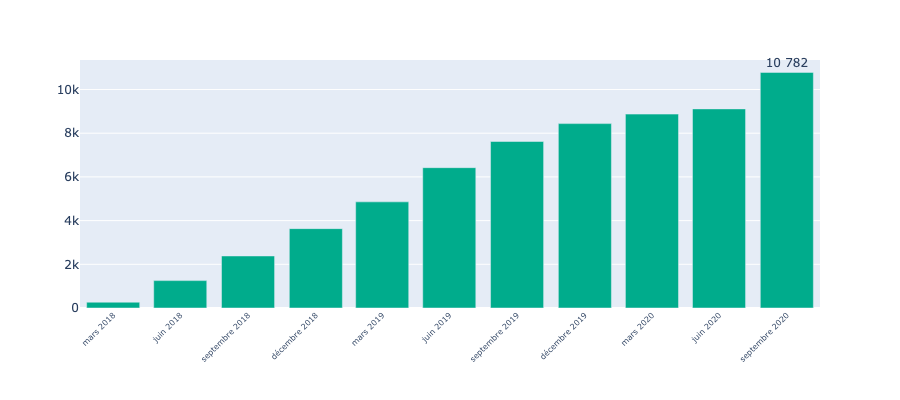 10 782
10k
8k
6k
4k
2k
0
mars 2018
juin 2018
septembre 2018
décembre 2018
mars 2019
juin 2019
septembre 2019
décembre 2019
mars 2020
juin 2020
septembre 2020